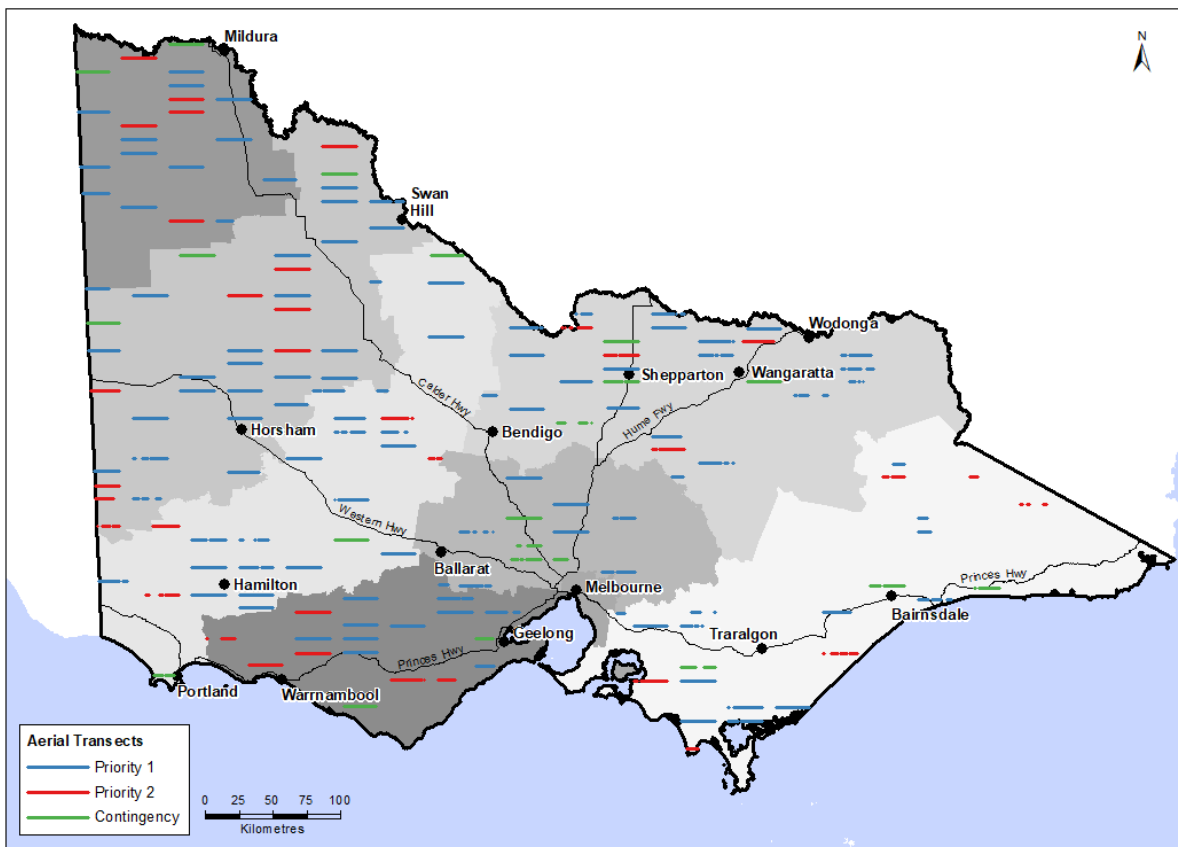 N
Mildura
Swan
Hill
Wodonga
Shepparton
Wangaratta
Calder Hwy
Hume Fwy
Horsham
Bendigo
Western Hwy
Ballarat
Hamilton
Melbourne
Princes Hwy
Bairnsdale
Geelong
Traralgon
Princes Hwy
Portland
Warrnambool
Aerial Transects
Priority 1
Priority 2
Contingency
0 25 50 75 100
Kilometres